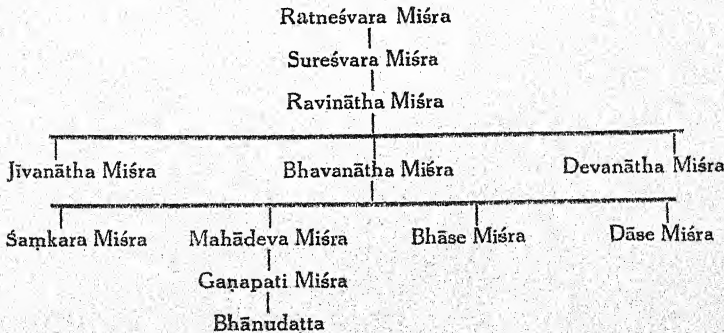 Ratneśvara Miśra
Sureśvara Miśra
Ravinātha Miśra
Jīvanātha Miśra Bhavanātha Miśra Devanātha Miśra
Śaṃkara Miśra Mahādeva Miśra Bhāse Miśra Dāse Miśra
Gaṇapati Miśra
Bhānudatta